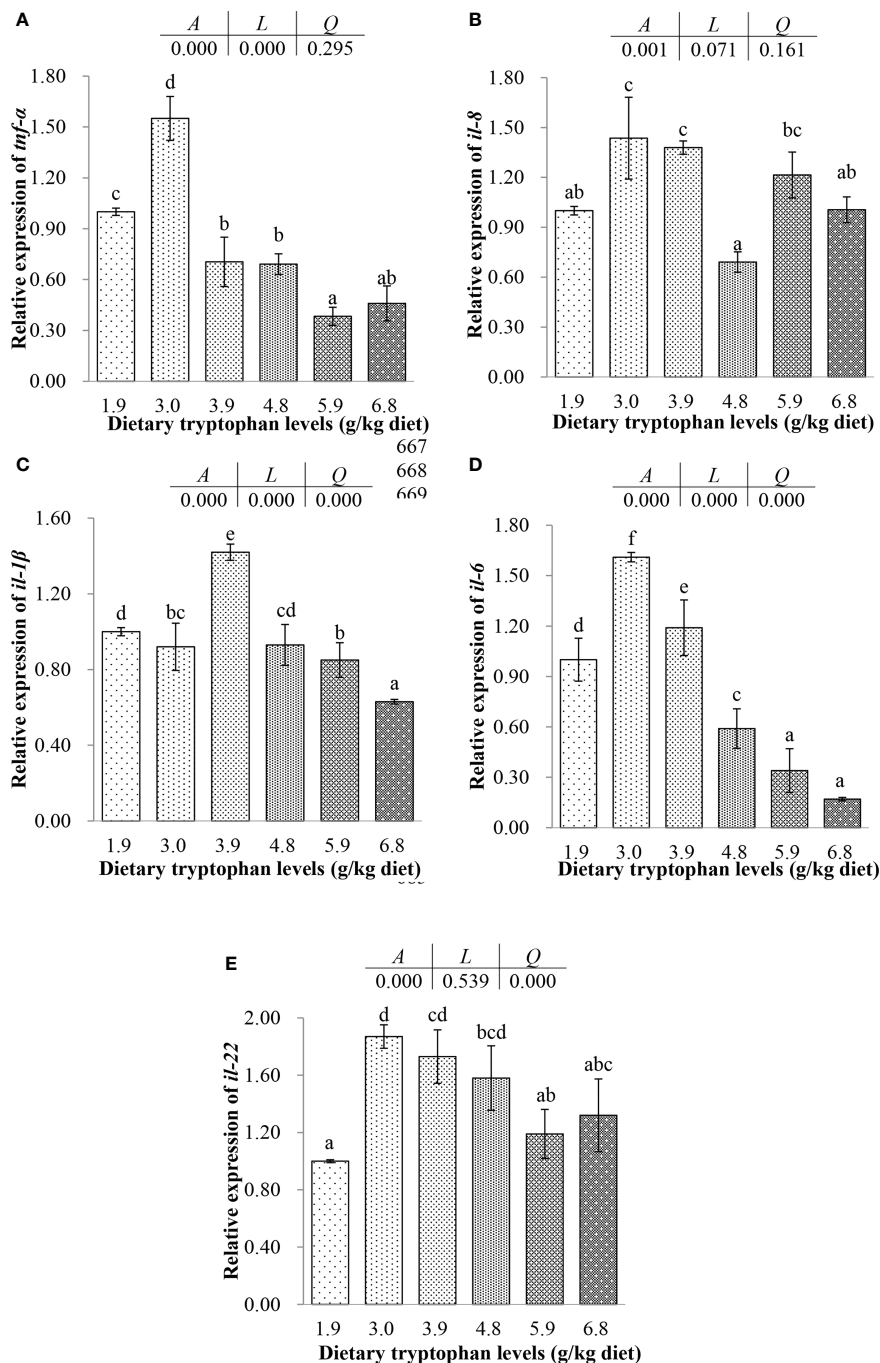 A
A L Q
0.000 0.000 0.295
Relative expression of tnf-α
1.80
1.50
1.20
0.90
0.60
0.30
0.00
c
d
b
b
a
ab
1.9 3.0 3.9 4.8 5.9 6.8
Dietary tryptophan levels (g/kg diet)
B
A L Q
0.001 0.071 0.161
Relative expression of il-8
1.80
1.50
1.20
0.90
0.60
0.30
0.00
ab
c
c
a
bc
ab
1.9 3.0 3.9 4.8 5.9 6.8
Dietary tryptophan levels (g/kg diet)
667
668
669
C
A L Q
0.000 0.000 0.000
Relative expression of il-1β
1.60
1.20
0.80
0.40
0.00
d
bc
e
cd
b
a
1.9 3.0 3.9 4.8 5.9 6.8
Dietary tryptophan levels (g/kg diet)
D
A L Q
0.000 0.000 0.000
Relative expression of il-6
1.80
1.50
1.20
0.90
0.60
0.30
0.00
d
f
e
c
a
a
1.9 3.0 3.9 4.8 5.9 6.8
Dietary tryptophan levels (g/kg diet)
E
A L Q
0.000 0.539 0.000
Relative expression of il-22
2.00
1.60
1.20
0.80
0.40
0.00
a
d
cd
bcd
ab
abc
1.9 3.0 3.9 4.8 5.9 6.8
Dietary tryptophan levels (g/kg diet)